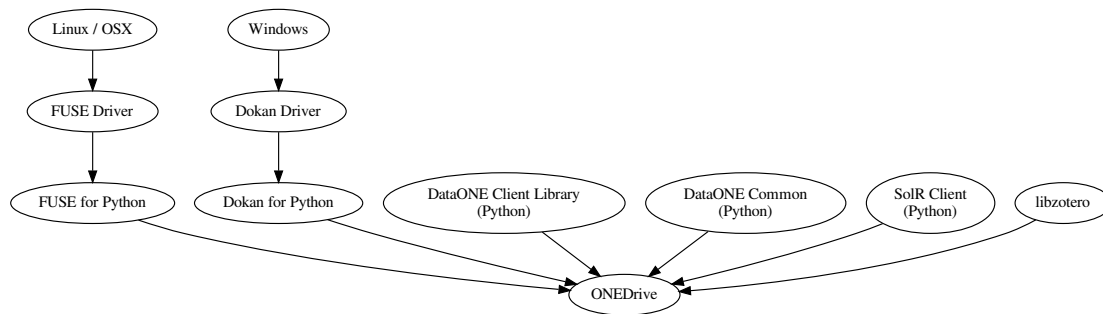 Linux / OSX
Windows
FUSE Driver
Dokan Driver
FUSE for Python
Dokan for Python
DataONE Client Library
(Python)
DataONE Common
(Python)
SolR Client
(Python)
libzotero
ONEDrive